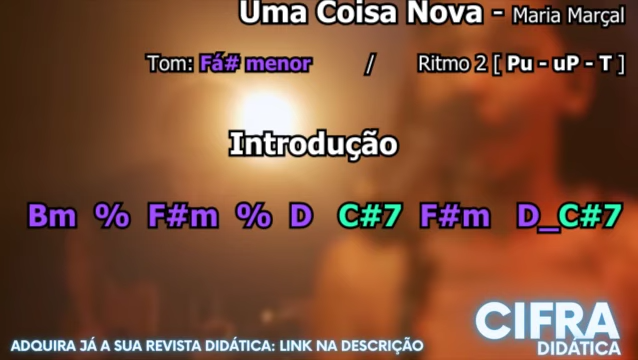 Uma Coisa Nova - Maria Marçal
Tom: Fá# menor / Ritmo 2 [ Pu - uP - T ]
Introdução
Bm % F#m % D C#7 F#m D_C#7
CIFRA
DIDÁTICA
ADQUIRA JÁ A SUA REVISTA DIDÁTICA: LINK NA DESCRIÇÃO